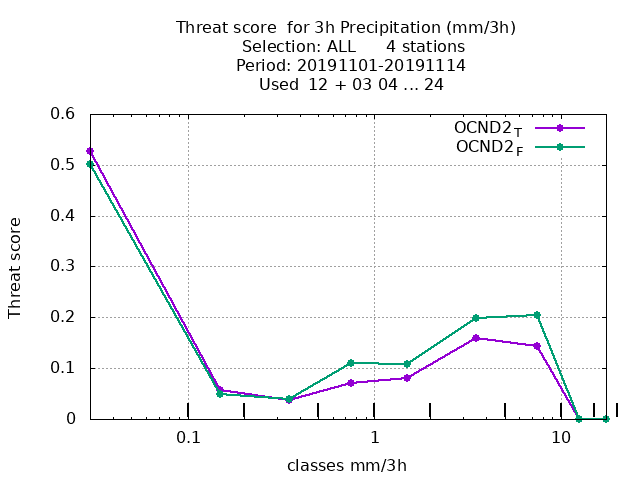 Threat score  for 3h Precipitation (mm/3h)
Selection: ALL      4 stations
Period: 20191101-20191114
Used  12 + 03 04 ... 24
OCND2_T
OCND2_F
Threat score
0.6
0.5
0.4
0.3
0.2
0.1
0
0.1
1
10
classes mm/3h